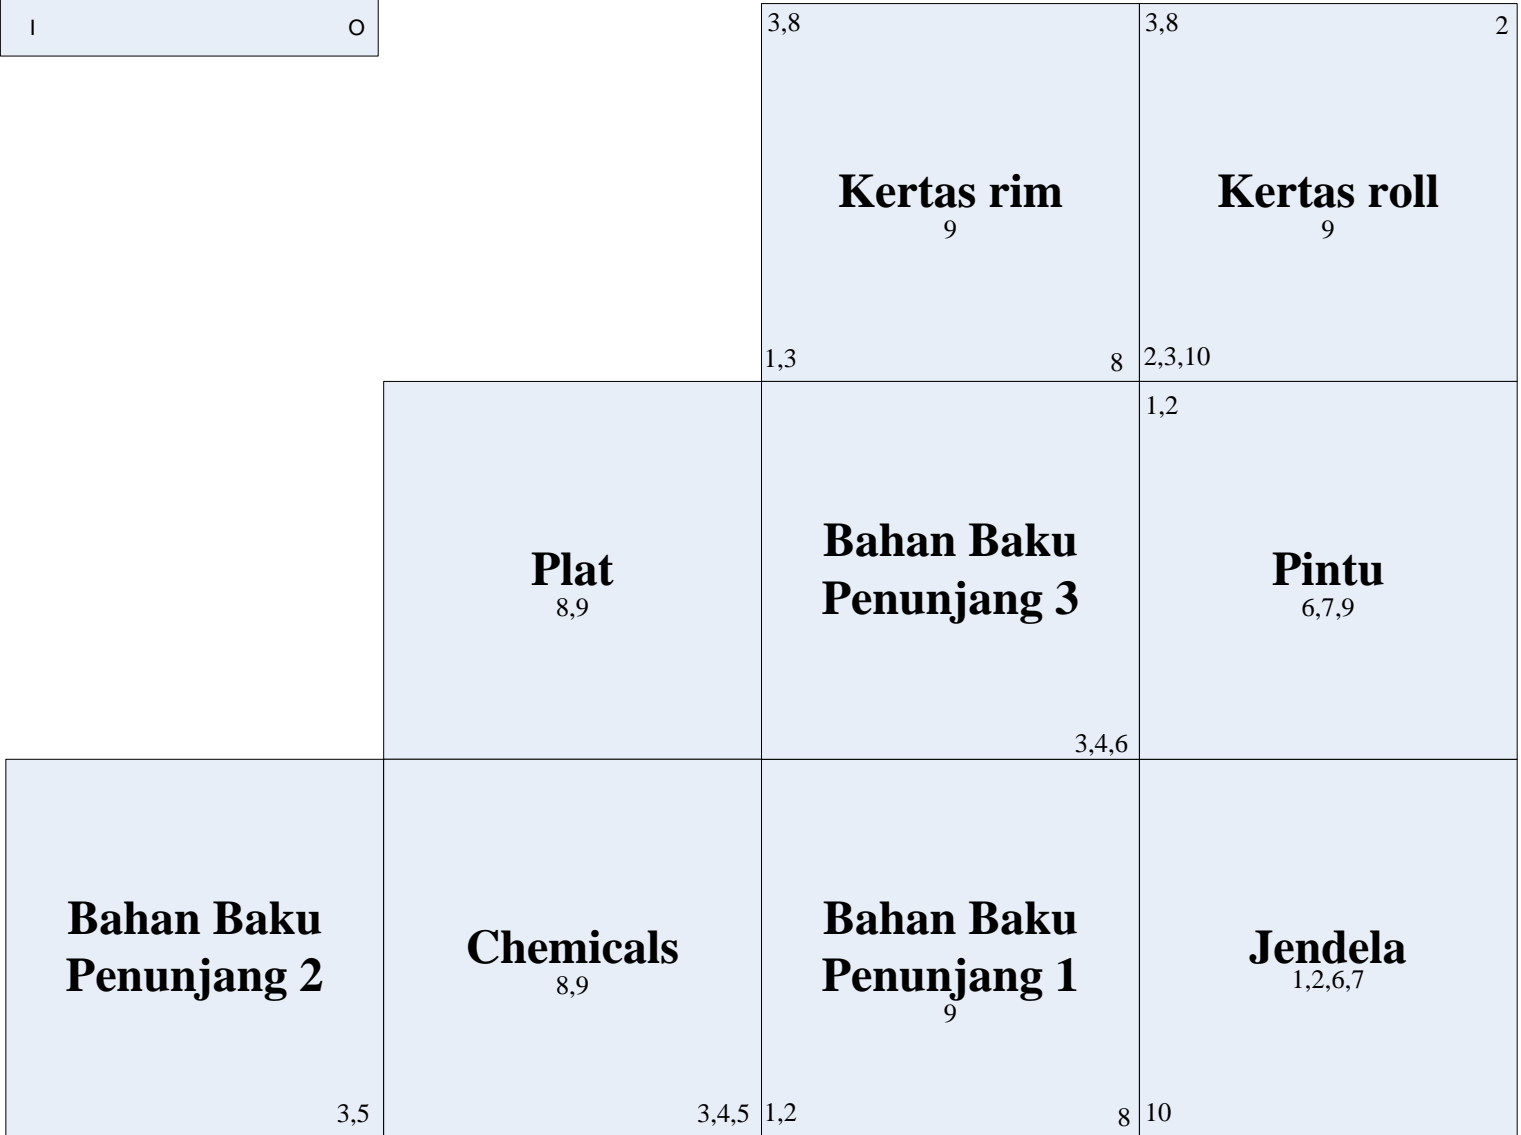 I O
3,8
3,8 2
Kertas rim
9
Kertas roll
9
1,3 8
2,3,10
Plat
8,9
Bahan Baku
Penunjang 3
3,4,6
1,2
Pintu
6,7,9
Bahan Baku
Penunjang 2
3,5
Chemicals
8,9
3,4,5
Bahan Baku
Penunjang 1
9
1,2 8
Jendela
1,2,6,7
10